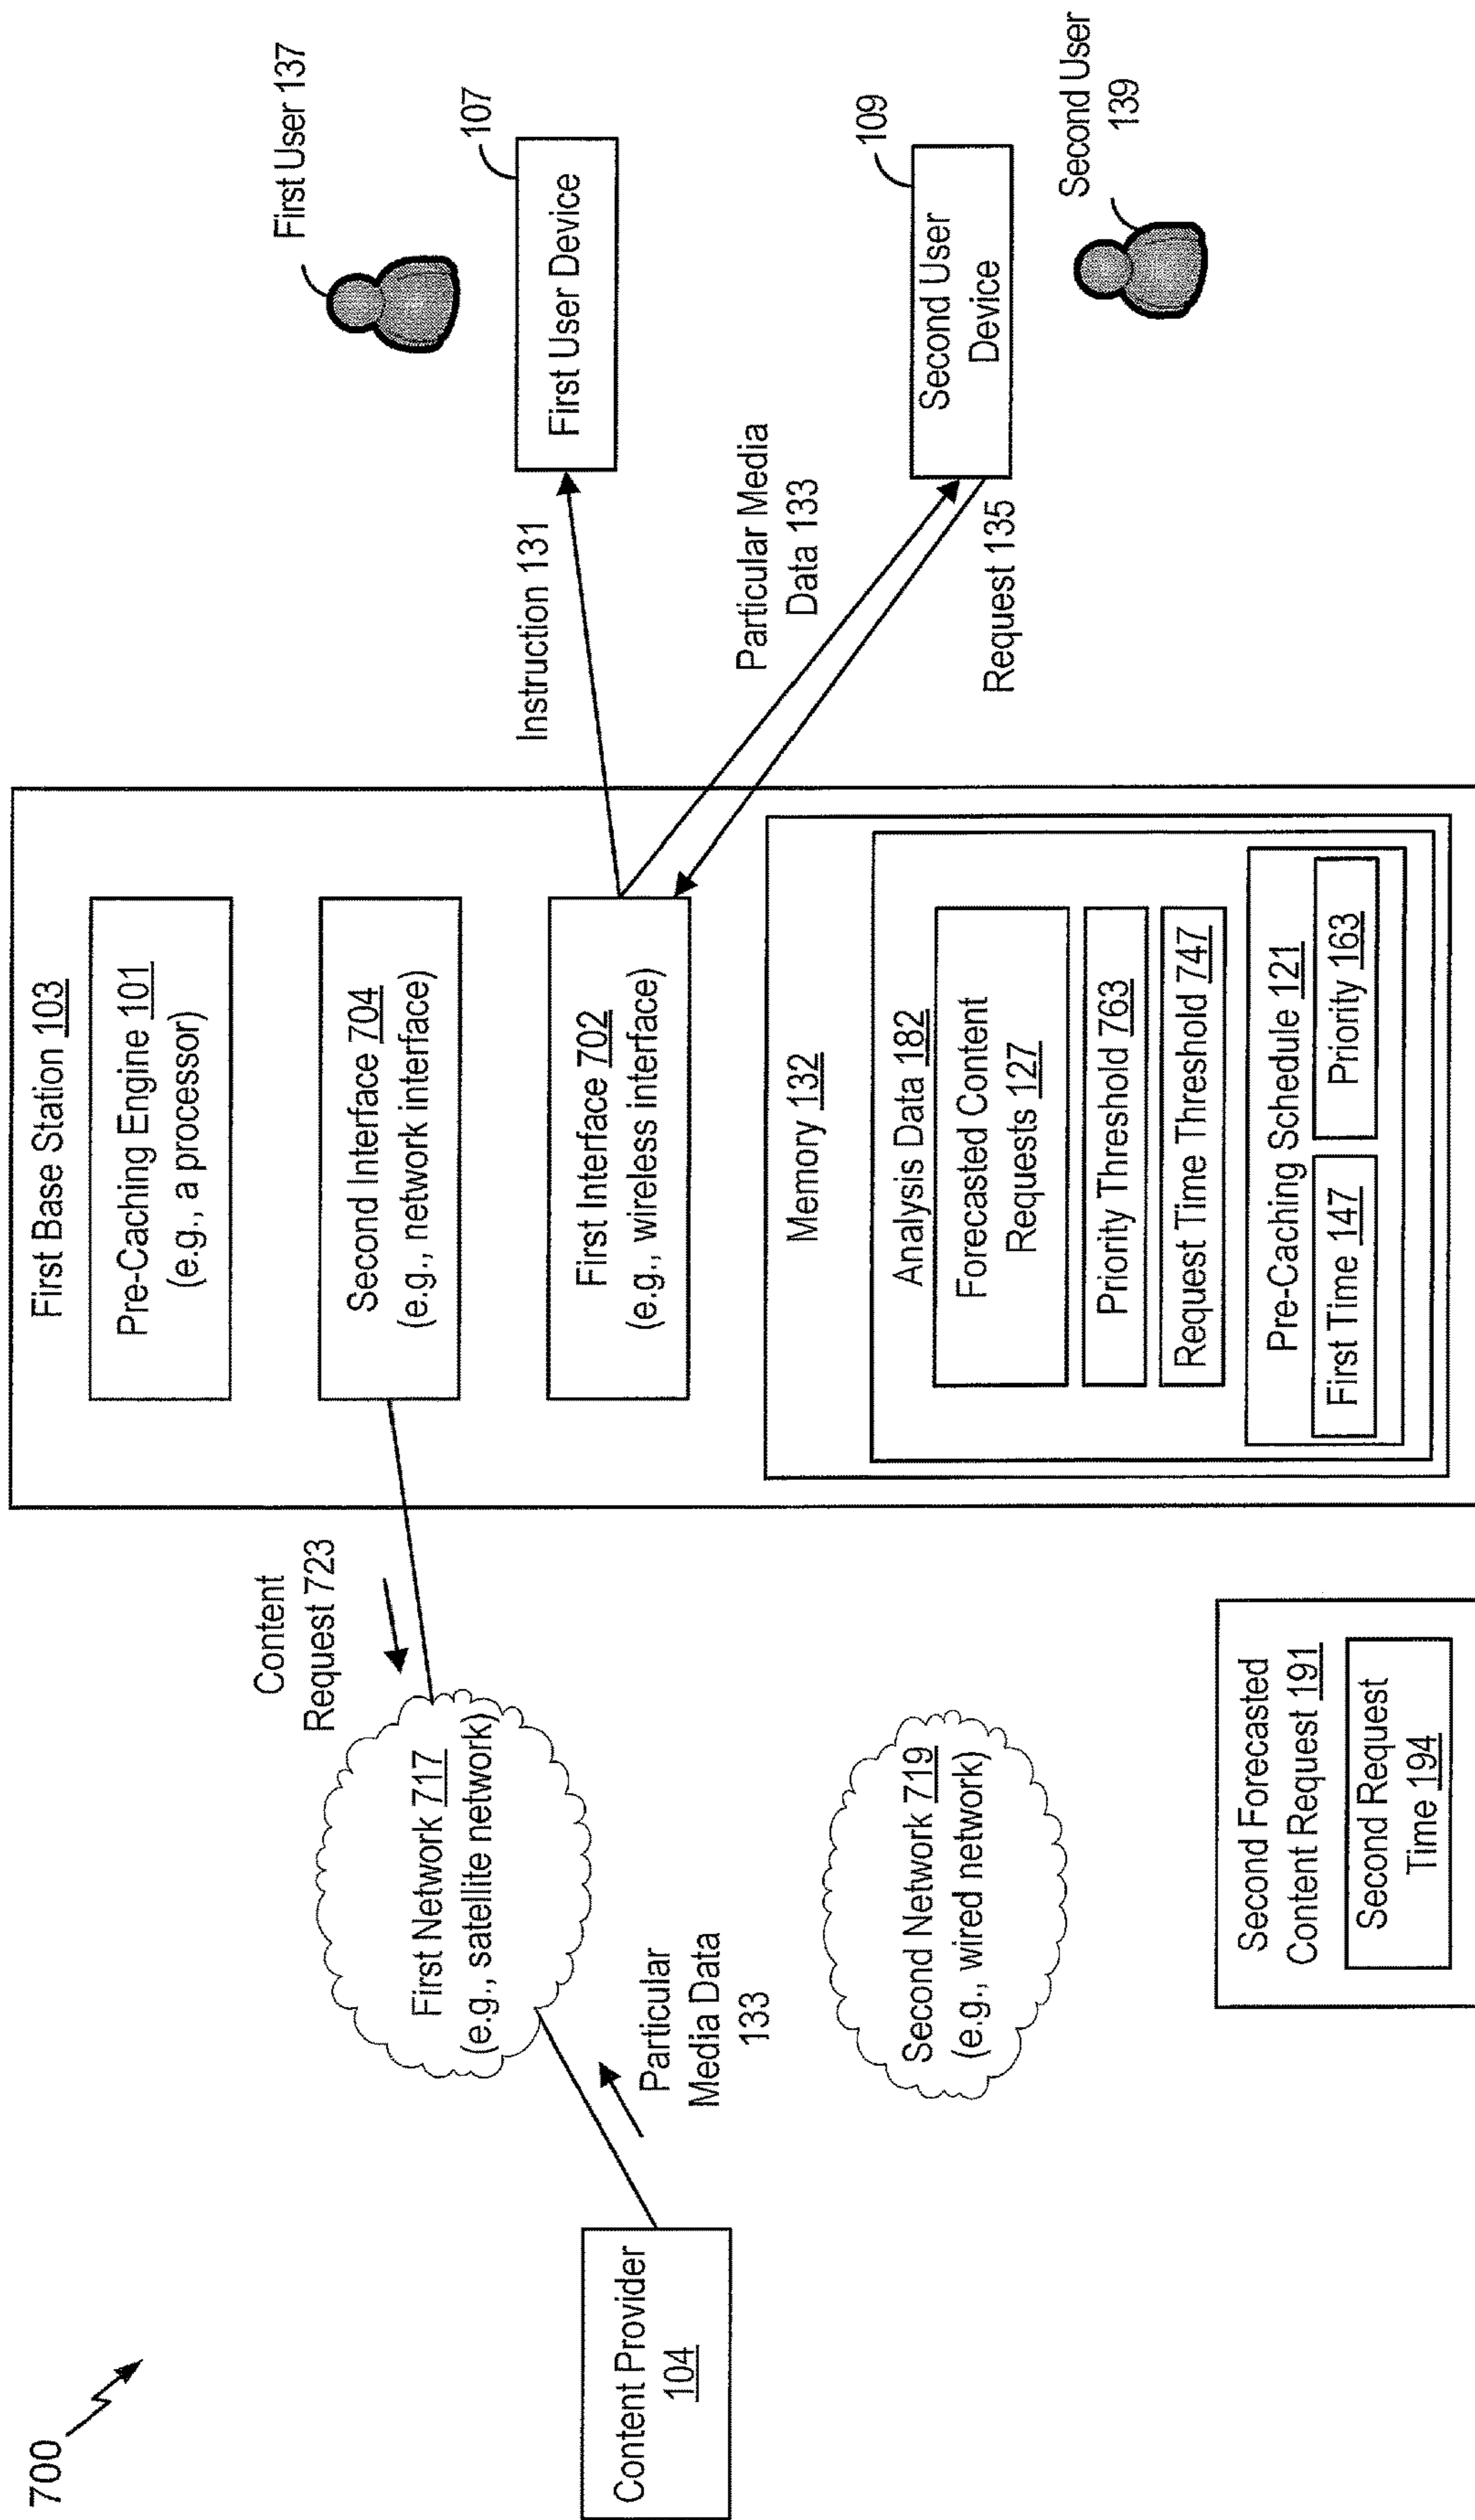 700
Content Provider
104
Particular
Media Data
133
First Network 717
(e.g., satellite network)
Content
Request 723
Second Network 719
(e.g., wired network)
Second Forecasted
Content Request 191
Second Request
Time 194
First Base Station 103
Pre-Caching Engine 101
(e.g., a processor)
Second Interface 704
(e.g., network interface)
First Interface 702
(e.g., wireless interface)
Memory 132
Analysis Data 182
Forecasted Content
Requests 127
Priority Threshold 763
Request Time Threshold 747
Pre-Caching Schedule 121
First Time 147
Priority 163
Instruction 131
Particular Media
Data 133
Request 135
First User 137
107
First User Device
109
Second User
Device
Second User
139